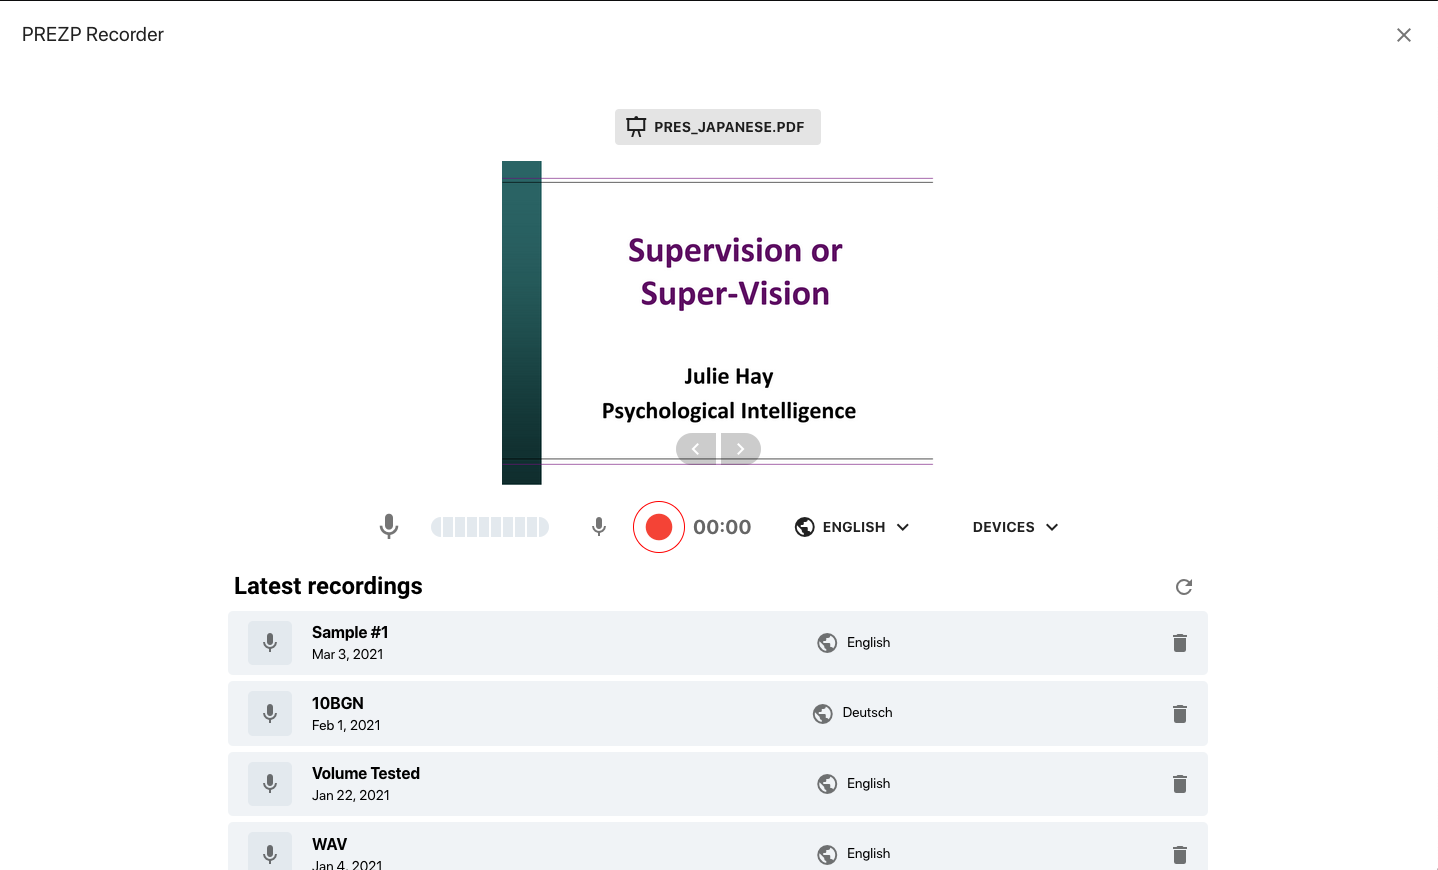 PREZP Recorder
PRES_JAPANESE.PDF
Supervision or
Super-Vision
Julie Hay
Psychological Intelligence
00:00
ENGLISH
DEVICES
Latest recordings
Sample #1
Mar 3, 2021
English
10BGN
Feb 1, 2021
Deutsch
Volume Tested
Jan 22, 2021
English
WAV
Jan 4, 2021
English